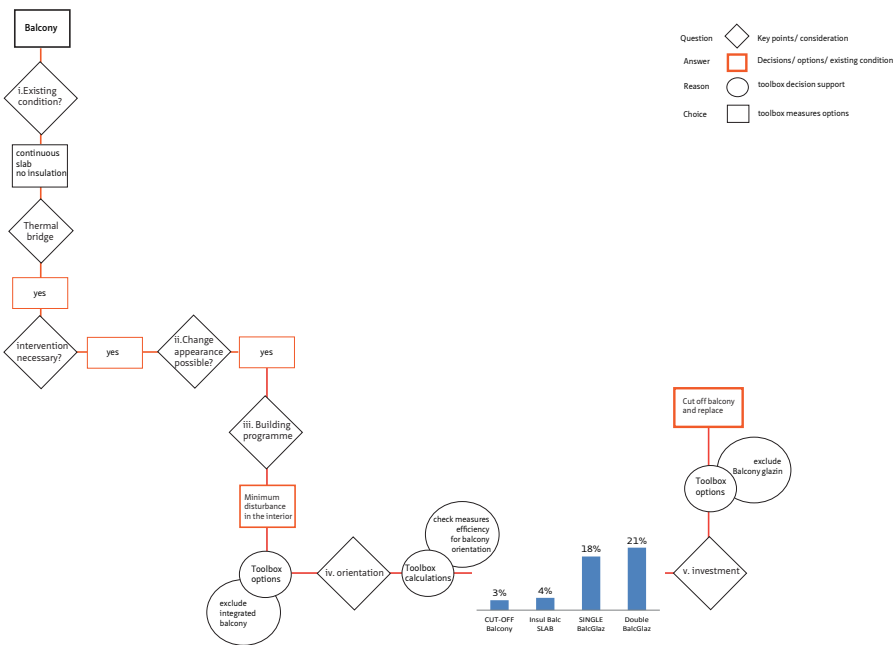 Balcony
i.Existing
condition?
continuous
slab
no insulation
Thermal
bridge
yes
intervention
necessary?
yes
ii.Change
appearance
possible?
yes
iii. Building
programme
Minimum
disturbance
in the interior
Toolbox
options
exclude
integrated
balcony
iv. orientation
Toolbox
calculations
check measures
efficiency
for balcony
orientation
3%
4%
18%
21%
CUT-OFF
Balcony
Insul Balc
SLAB
SINGLE
BalcGlaz
Double
BalcGlaz
v. investment
Toolbox
options
exclude
Balcony glazin
Cut off balcony
and replace
Question
Key points/ consideration
Answer
Decisions/ options/ existing condition
Reason
toolbox decision support
Choice
toolbox measures options